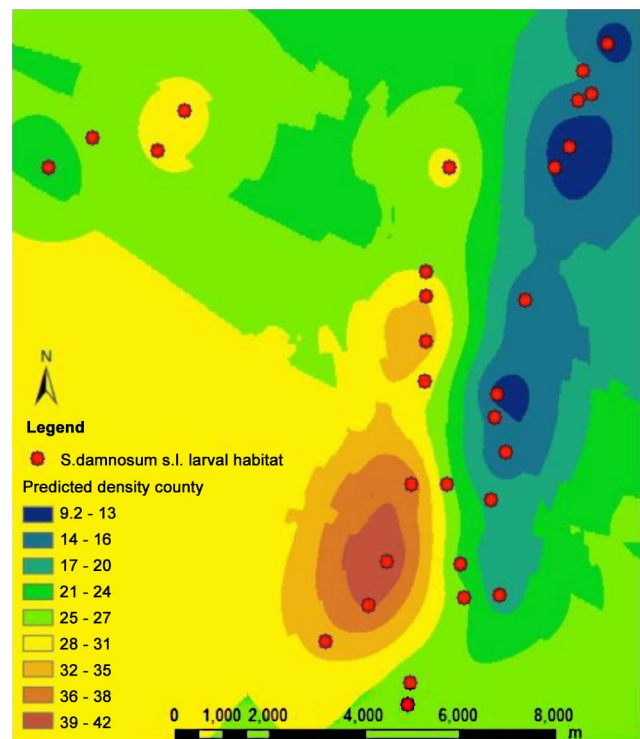 N
Legend
S.damnosum s.l. larval habitat
Predicted density county
9.2 - 13
14 - 16
17 - 20
21 - 24
25 - 27
28 - 31
32 - 35
36 - 38
39 - 42
0 1,000 2,000 4,000 6,000 8,000
m